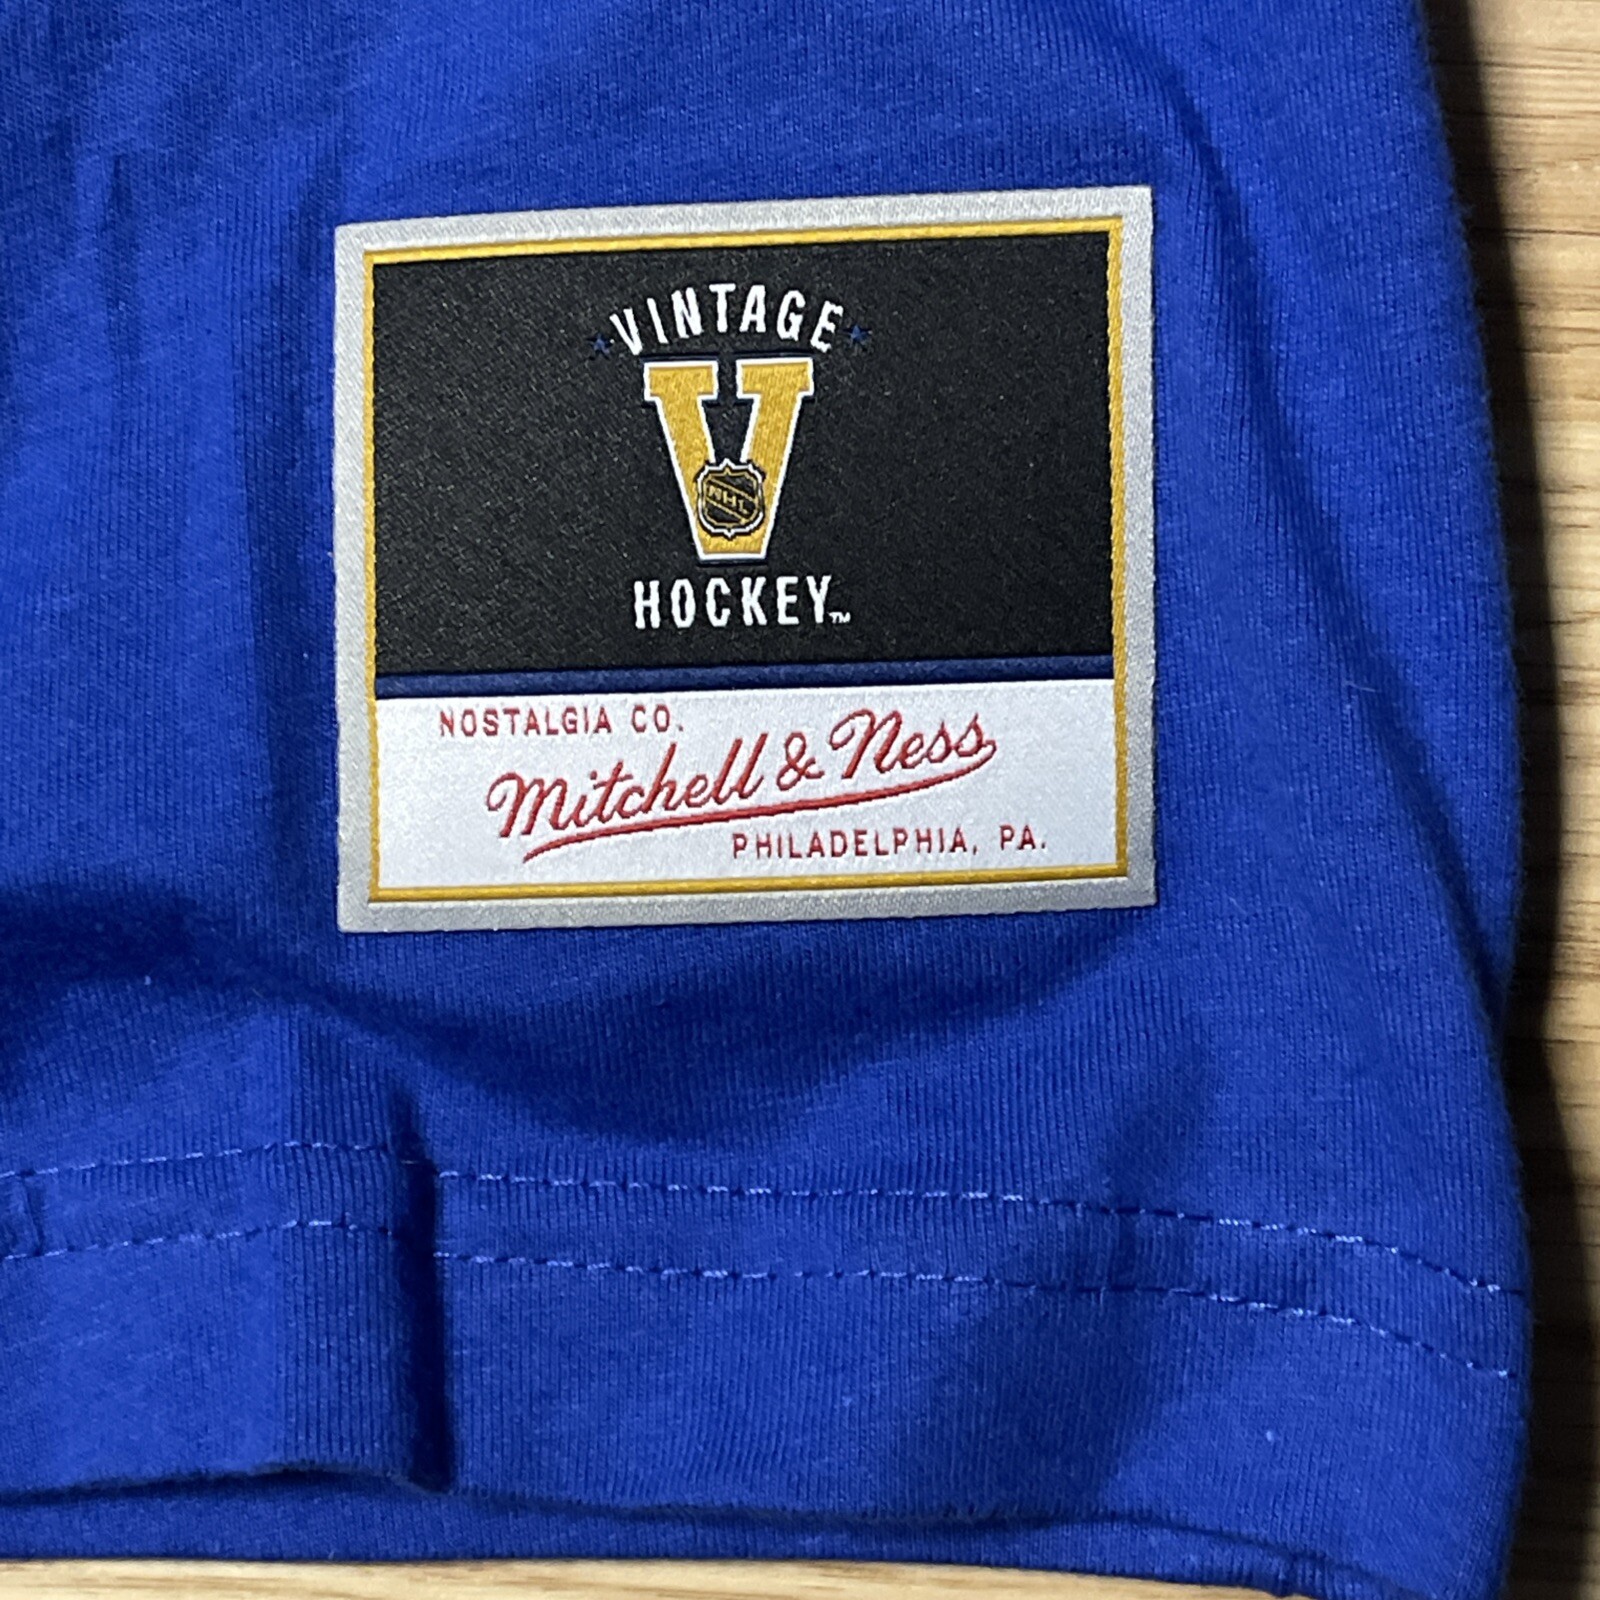 VINTAGE
V
NHL
HOCKEY™
NOSTALGIA CO.
Mitchell & Ness
PHILADELPHIA, PA.